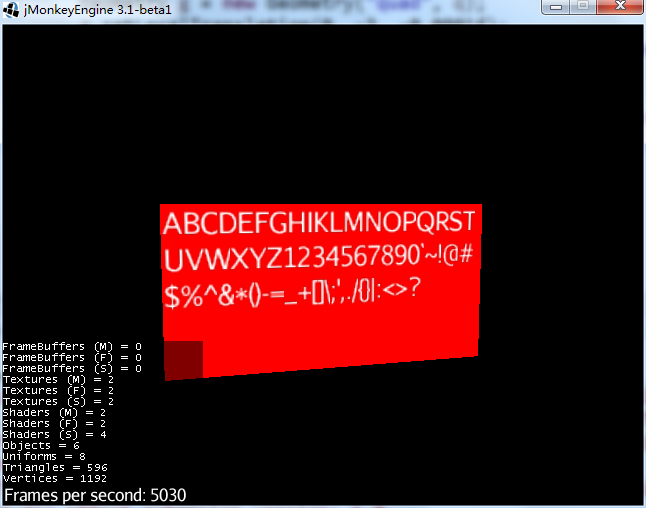 jMonkeyEngine 3.1-beta1
ABCDEFGHIKLMNOPQRST
UVWXYZ1234567890`~!@#
$%^&*()-=_+[]\;',./{}|:<>?
FrameBuffers (M) = 0
FrameBuffers (F) = 0
FrameBuffers (S) = 0
Textures (M) = 2
Textures (F) = 2
Textures (S) = 2
Shaders (M) = 2
Shaders (F) = 2
Shaders (S) = 4
Objects = 6
Uniforms = 8
Triangles = 596
Vertices = 1192
Frames per second: 5030